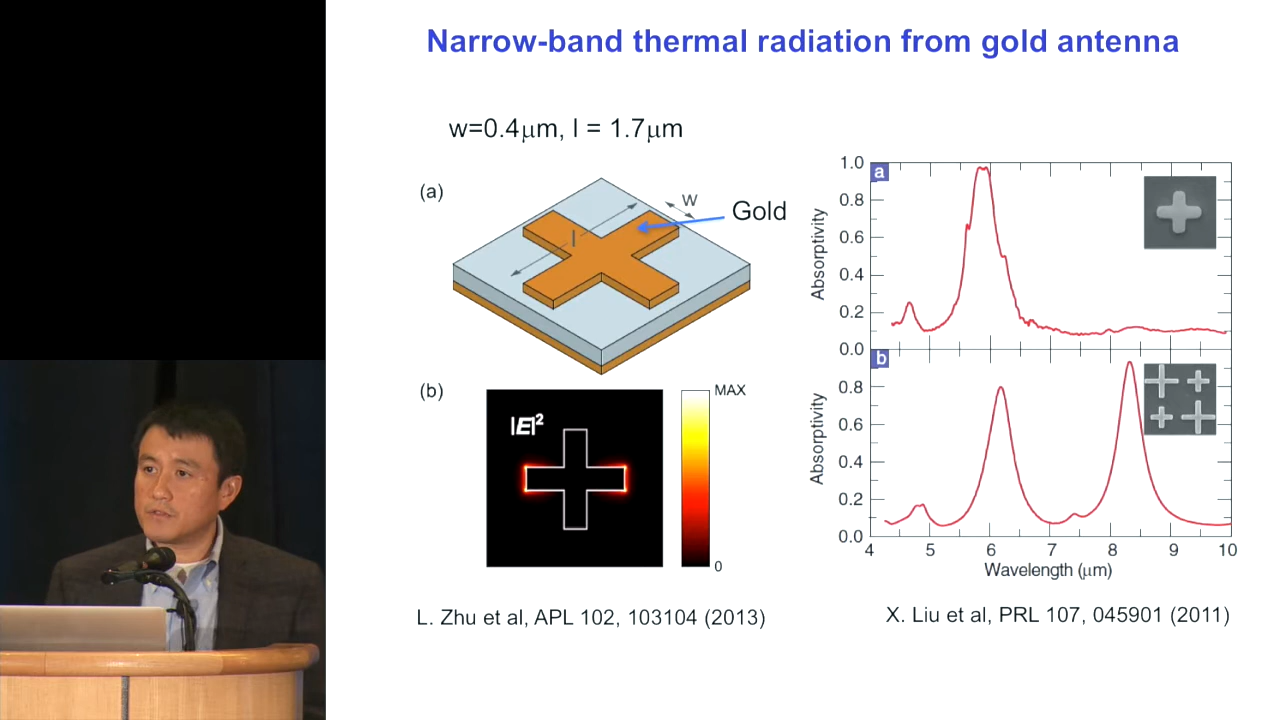 Narrow-band thermal radiation from gold antenna
w=0.4μm, l = 1.7μm
(a)
l
w
Gold
(b)
|E|²
MAX
0
a
Absorptivity
1.0
0.8
0.6
0.4
0.2
0.0
b
Absorptivity
0.8
0.6
0.4
0.2
0.0
4 5 6 7 8 9 10
Wavelength (μm)
L. Zhu et al, APL 102, 103104 (2013)
X. Liu et al, PRL 107, 045901 (2011)